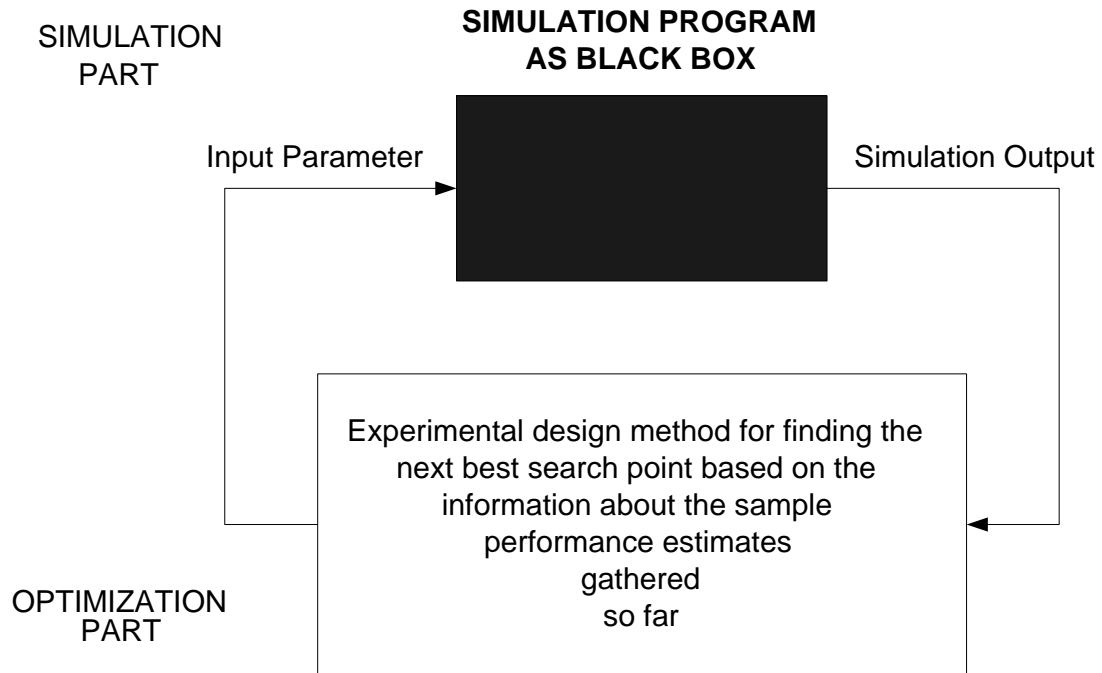 SIMULATION
PART
SIMULATION PROGRAM
AS BLACK BOX
Input Parameter
Simulation Output
Experimental design method for finding the
next best search point based on the
information about the sample
performance estimates
gathered
so far
OPTIMIZATION
PART